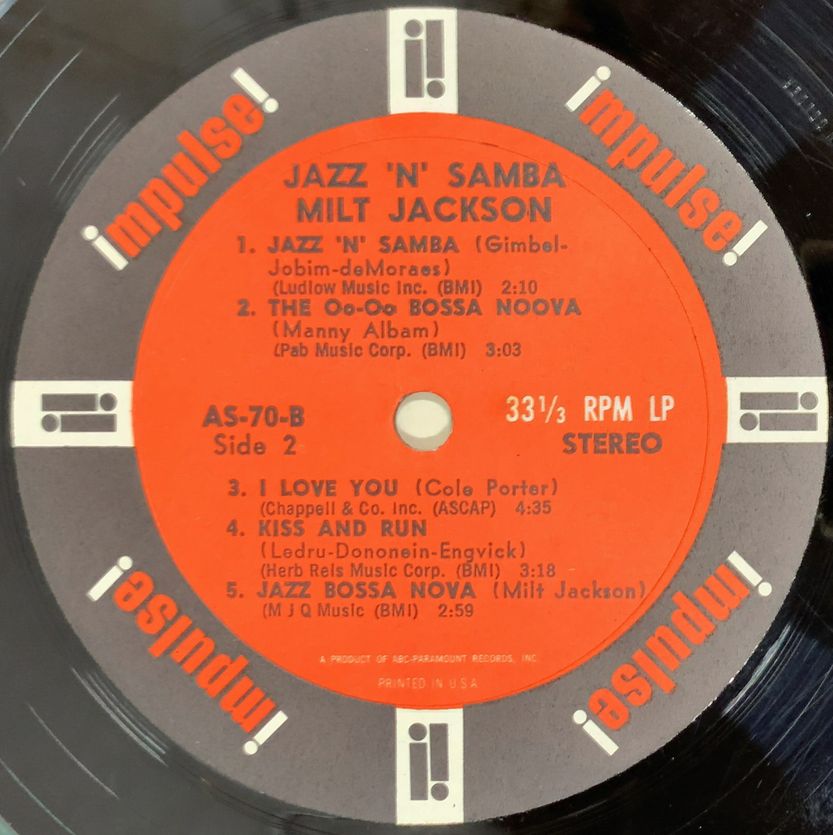 impulse!
impulse!
JAZZ 'N' SAMBA
MILT JACKSON
1. JAZZ 'N' SAMBA (Gimbel-
Jobim-deMoraes)
(Ludlow Music Inc. (BMI) 2:10
2. THE Oo-Oo BOSSA NOOVA
(Manny Albam)
(Pab Music Corp. (BMI) 3:03
AS-70-B
Side 2
33 1/3 RPM LP
STEREO
3. I LOVE YOU (Cole Porter)
(Chappell & Co. Inc. (ASCAP) 4:35
4. KISS AND RUN
(Ledru-Dononein-Engvick)
(Herb Reis Music Corp. (BMI) 3:18
5. JAZZ BOSSA NOVA (Milt Jackson)
(M J Q Music (BMI) 2:59
A PRODUCT OF ABC-PARAMOUNT RECORDS, INC.
PRINTED IN U.S.A
impulse!
impulse!